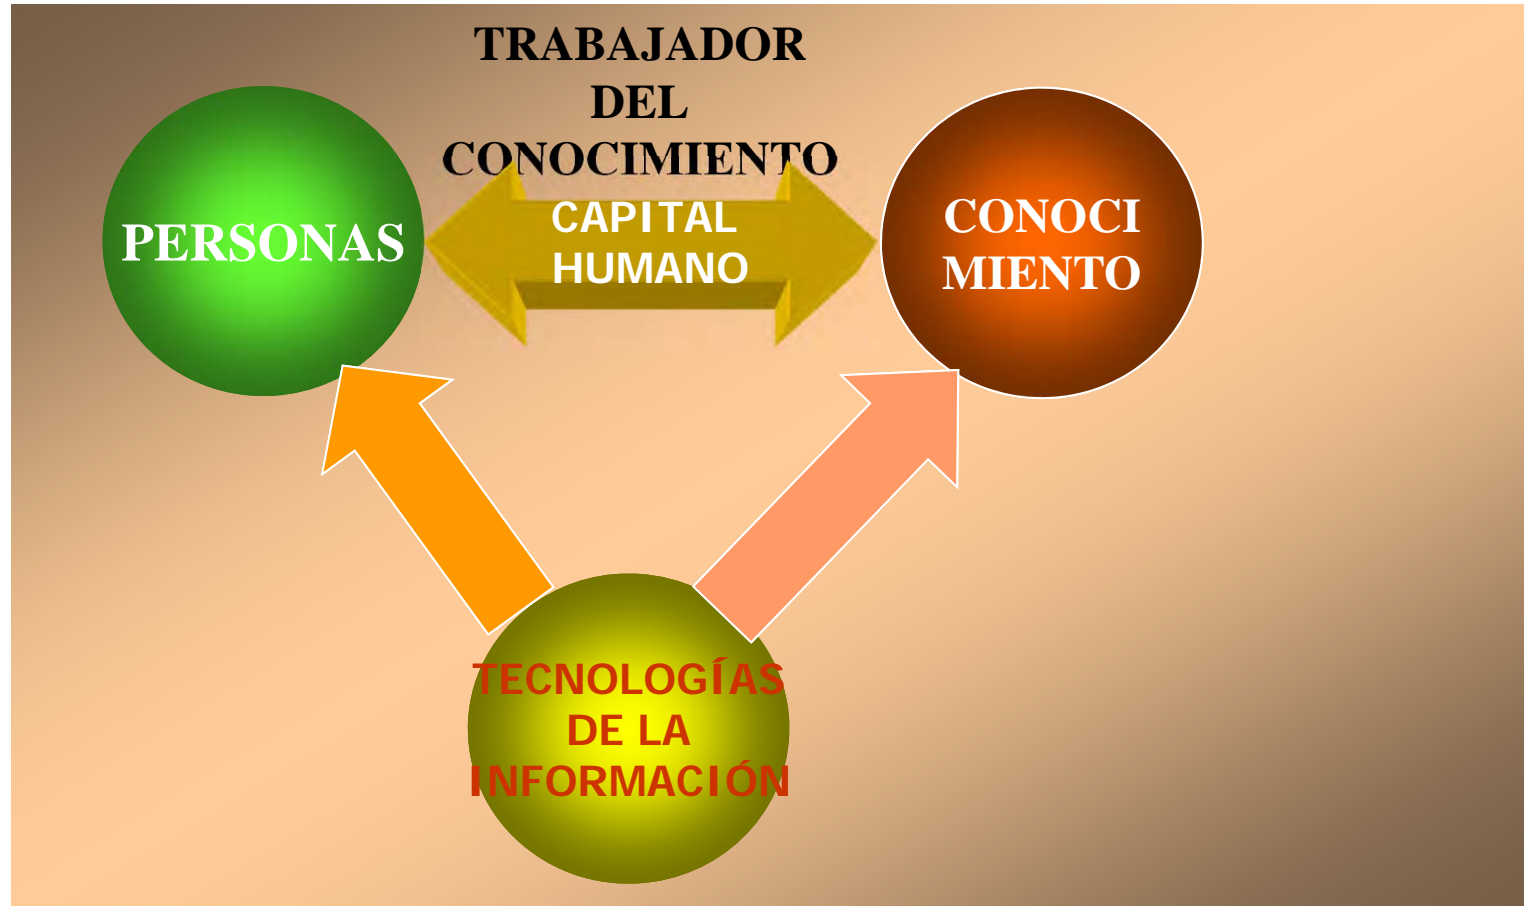 TRABAJADOR
DEL
CONOCIMIENTO
PERSONAS
CAPITAL
HUMANO
CONOCI
MIENTO
TECNOLOGÍAS
DE LA
INFORMACIÓN